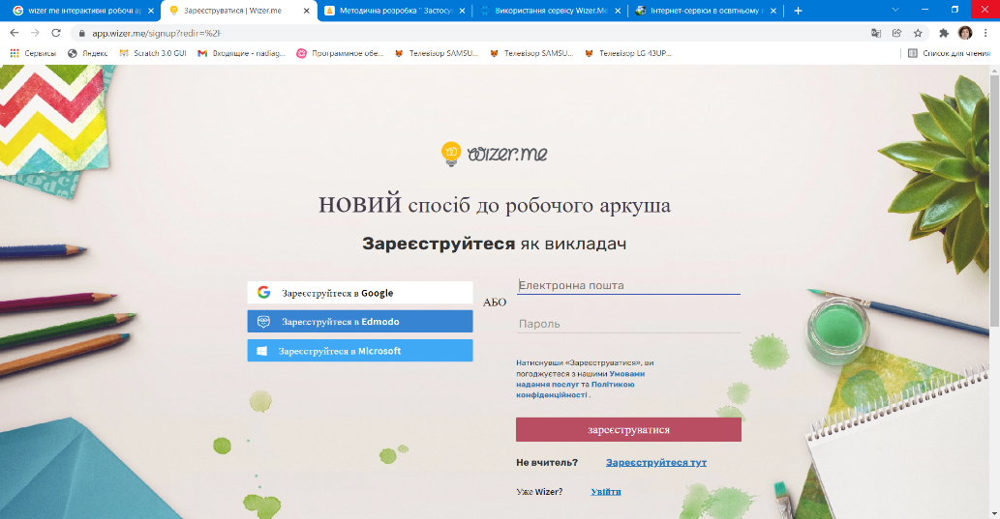 wizer me інтерактивні робочі ар
Зареєструватися | Wizer.me
Методична розробка " Застосу
Використання сервісу Wizer.Me
Інтернет-сервіси в освітньому п
app.wizer.me/signup?redir=%2F
Сервисы
Яндекс
Scratch 3.0 GUI
Входящие - nadiag...
Программное обе...
Телевізор SAMSU...
Телевізор SAMSU...
Телевізор LG 43UP...
Список для чтения
wizer.me
НОВИЙ спосіб до робочого аркуша
Зареєструйтеся як викладач
Зареєструйтеся в Google
Зареєструйтеся в Edmodo
Зареєструйтеся в Microsoft
АБО
Електронна пошта
Пароль
Натиснувши «Зареєструватися», ви
погоджуєтеся з нашими Умовами
надання послуг та Політикою
конфіденційності .
зареєструватися
Не вчитель? Зареєструйтеся тут
Уже Wizer? Увійти